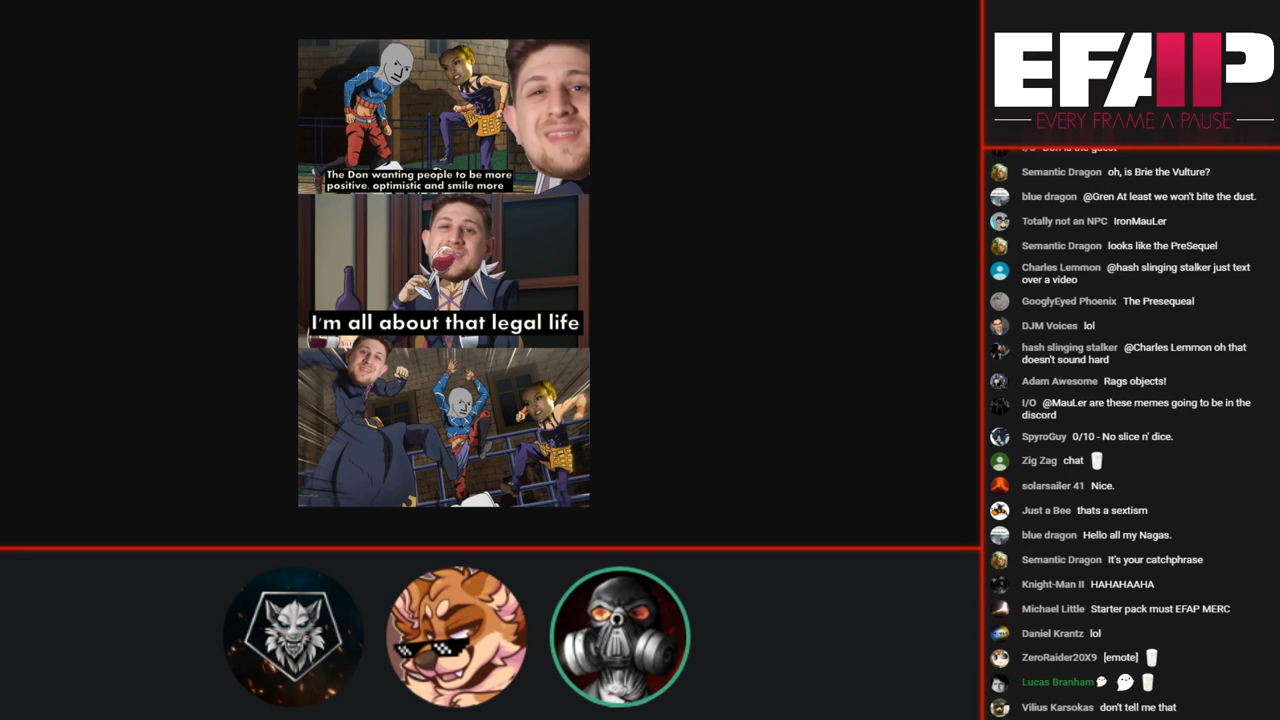 The Don wanting people to be more
positive, optimistic and smile more
I'm all about that legal life
EFAP
EVERY FRAME A PAUSE
Semantic Dragon oh, is Brie the Vulture?
blue dragon @Gren At least we won't bite the dust.
Totally not an NPC IronMauLer
Semantic Dragon looks like the PreSequel
Charles Lemmon @hash slinging stalker just text
over a video
GooglyEyed Phoenix The Presequeal
DJM Voices lol
hash slinging stalker @Charles Lemmon oh that
doesn't sound hard
Adam Awesome Rags objects!
I/O @MauLer are these memes going to be in the
discord
SpyroGuy 0/10 - No slice n' dice.
Zig Zag chat
solarsailer 41 Nice.
Just a Bee thats a sextism
blue dragon Hello all my Nagas.
Semantic Dragon It's your catchphrase
Knight-Man II HAHAHAAHA
Michael Little Starter pack must EFAP MERC
Daniel Krantz lol
ZeroRaider20X9 [emote]
Lucas Branham
Vilius Karsokas don't tell me that